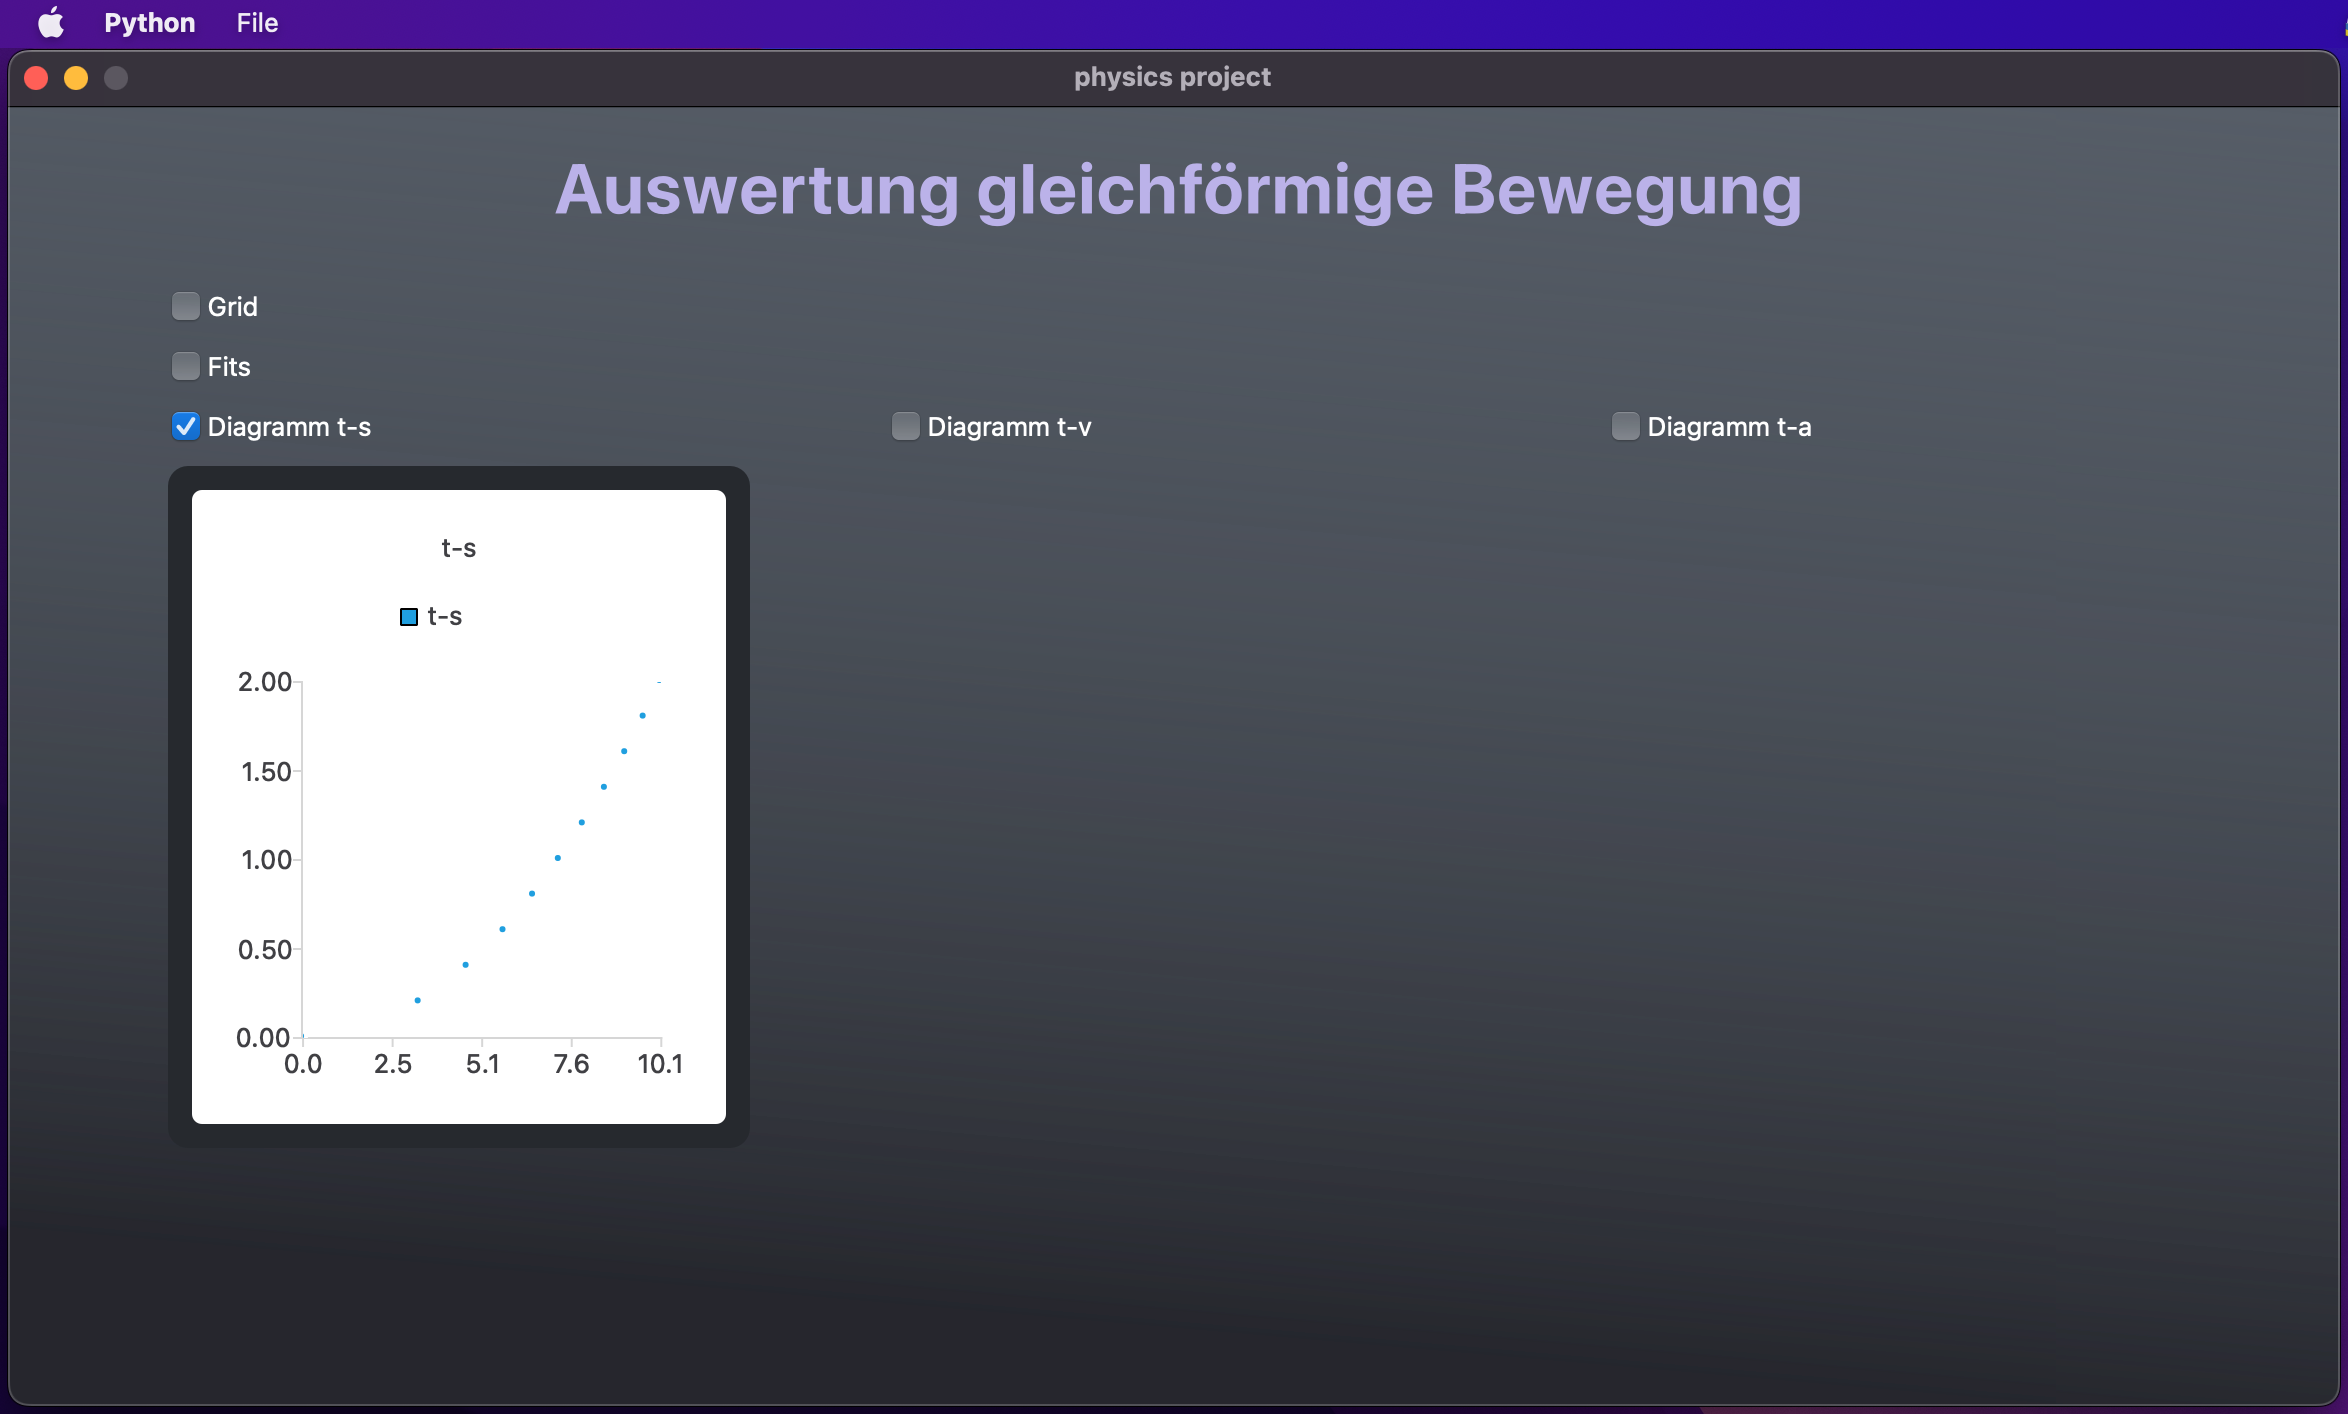 Python File
physics project
Auswertung gleichförmige Bewegung
Grid
Fits
Diagramm t-s
Diagramm t-v
Diagramm t-a
t-s
t-s
2.00
1.50
1.00
0.50
0.00
0.0 2.5 5.1 7.6 10.1